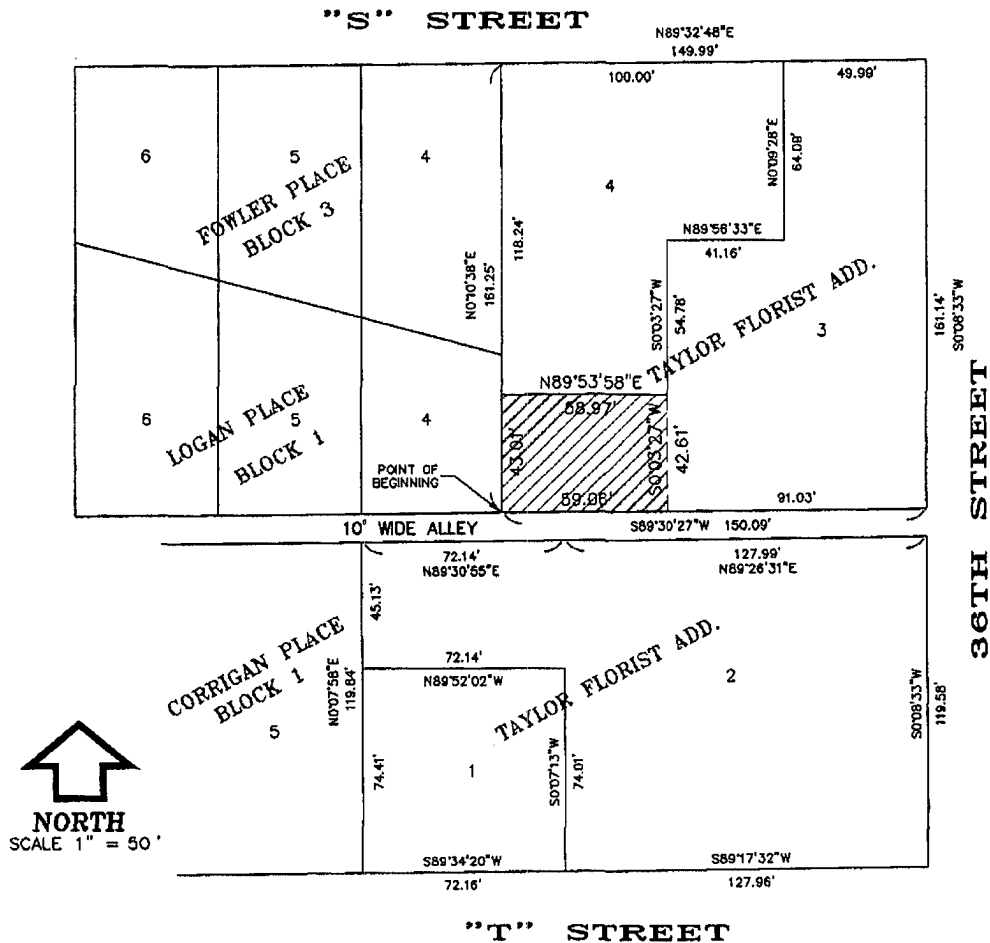 "S" STREET
N89°32'48"E
149.99'
100.00'
49.99'
6
5
4
FOWLER PLACE
BLOCK 3
N0°10'38"E
161.25'
118.24'
4
N0°09'28"E
64.09'
N89°56'33"E
41.16'
S0°03'27"W
54.78'
TAYLOR FLORIST ADD.
3
161.14'
S0°08'33"W
36TH STREET
6
5
4
LOGAN PLACE
BLOCK 1
POINT OF
BEGINNING
N89°53'58"E
58.97'
43.01'
S0°03'27"W
42.61'
59.06'
91.03'
S89°30'27"W 150.09'
10' WIDE ALLEY
72.14'
N89°30'55"E
127.99'
N89°26'31"E
45.13'
CORRIGAN PLACE
BLOCK 1
5
N0°07'58"E
119.84'
72.14'
N89°52'02"W
TAYLOR FLORIST ADD.
2
S0°08'33"W
119.58'
74.41'
1
S0°07'13"W
74.01'
S89°34'20"W
72.16'
S89°17'32"W
127.96'
NORTH
SCALE 1" = 50'
"T" STREET